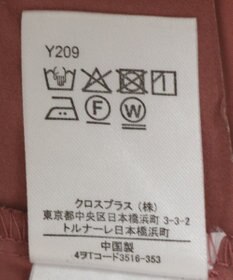 Y209
F W
クロスプラス (株)
東京都中央区日本橋浜町 3-3-2
トルナーレ日本橋浜町
中国製
4ヲTコード3516-353